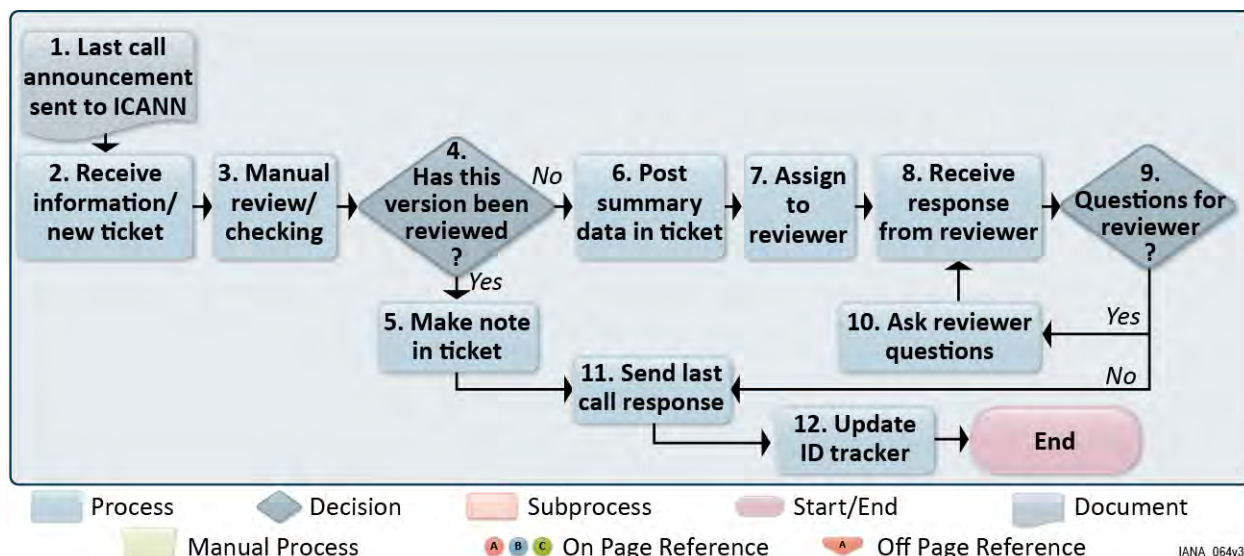 1. Last call
announcement
sent to ICANN
2. Receive
information/
new ticket
3. Manual
review/
checking
4.
Has this
version been
reviewed
?
No
Yes
5. Make note
in ticket
6. Post
summary
data in ticket
7. Assign
to
reviewer
8. Receive
response
from reviewer
9.
Questions for
reviewer
?
Yes
No
10. Ask reviewer
questions
11. Send last
call response
12. Update
ID tracker
End
Process
Decision
Subprocess
Start/End
Document
Manual Process
A B C On Page Reference
A Off Page Reference
IANA_064v3